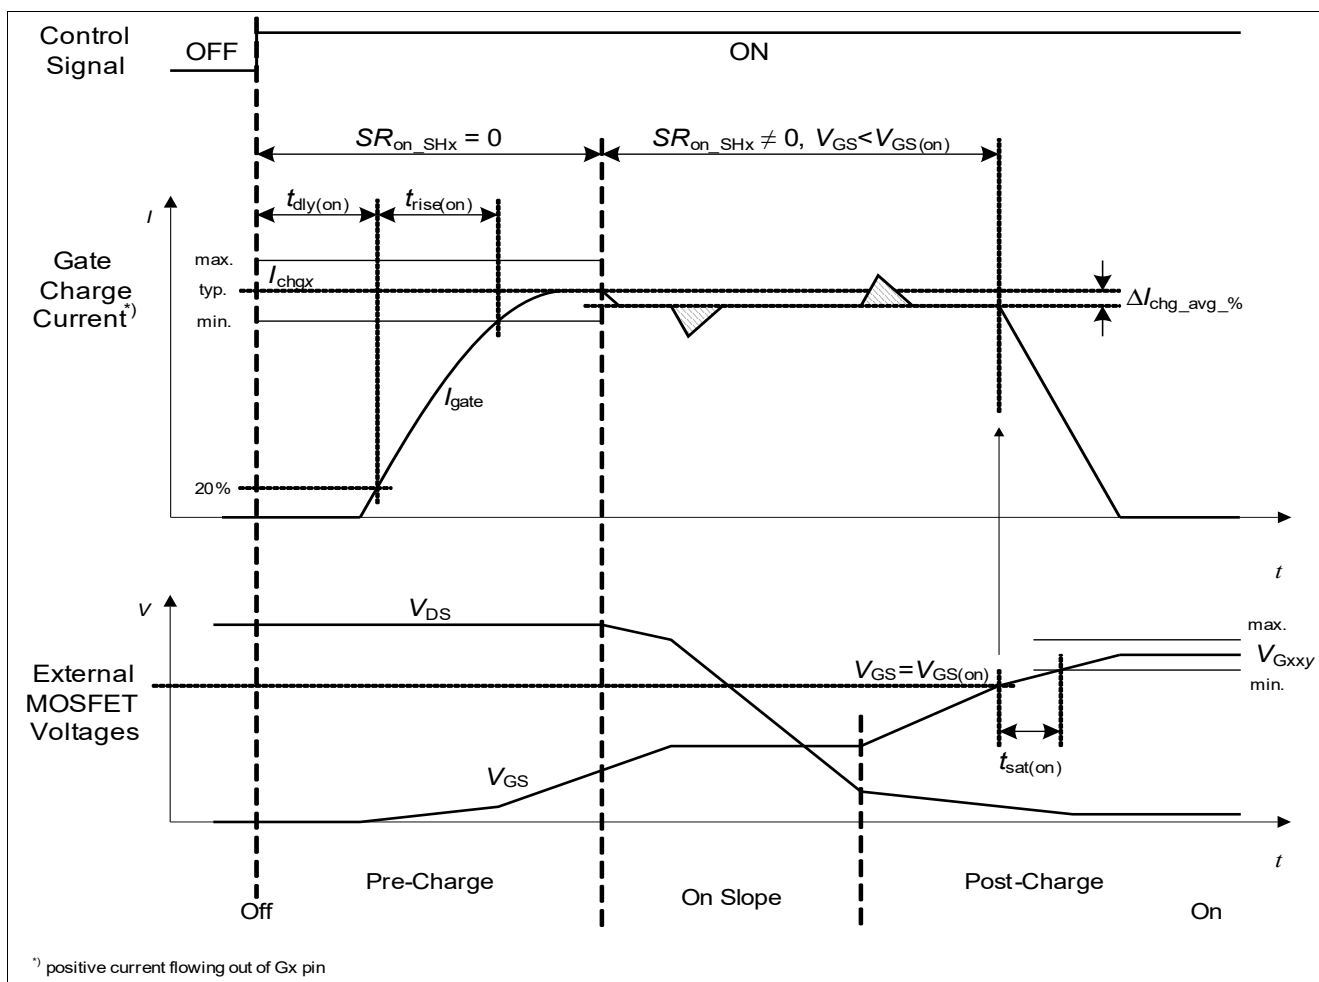 Control
Signal
OFF
ON
SRon_SHx = 0
SRon_SHx ≠ 0, VGS<VGS(on)
tdly(on)
trise(on)
I
Gate
Charge
Current*)
max.
typ.
min.
Ichgx
ΔIchg_avg_%
Igate
20%
t
V
VDS
External
MOSFET
Voltages
VGS=VGS(on)
max.
VGxxy
min.
tsat(on)
VGS
t
Pre-Charge
On Slope
Post-Charge
Off
On
*) positive current flowing out of Gx pin